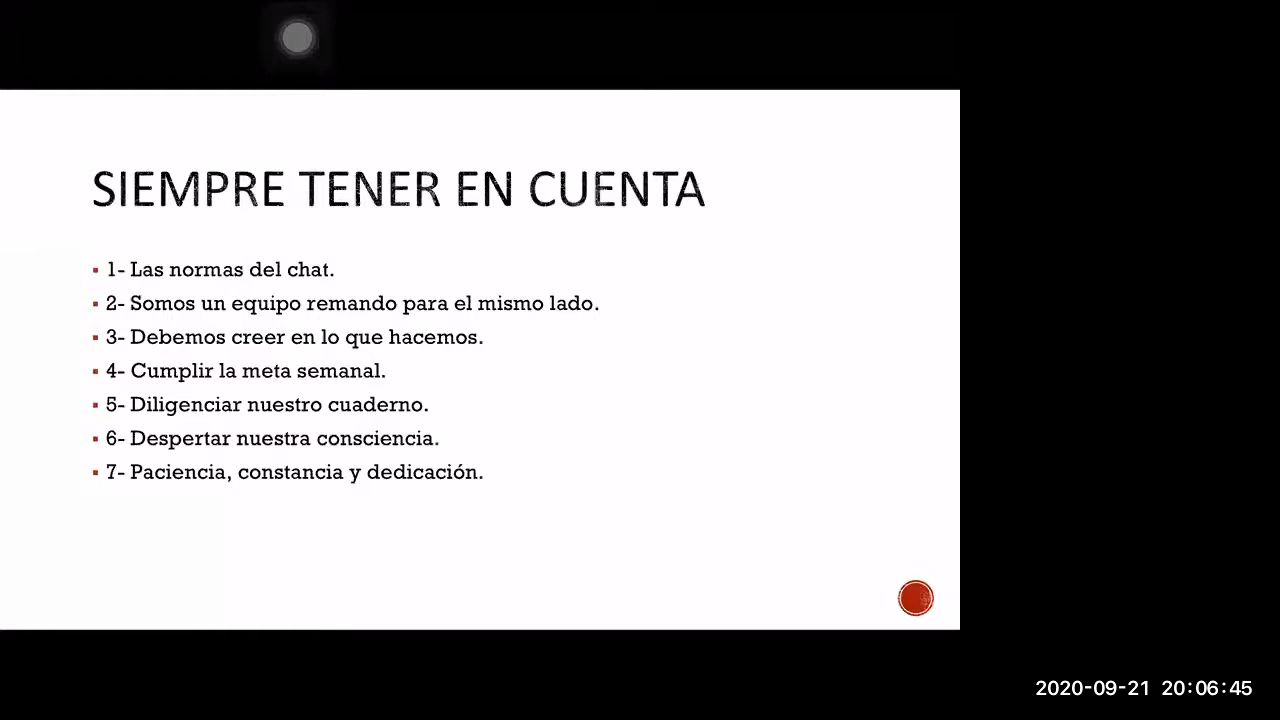 SIEMPRE TENER EN CUENTA
1- Las normas del chat.
2- Somos un equipo remando para el mismo lado.
3- Debemos creer en lo que hacemos.
4- Cumplir la meta semanal.
5- Diligenciar nuestro cuaderno.
6- Despertar nuestra consciencia.
7- Paciencia, constancia y dedicación.
2020-09-21 20:06:45